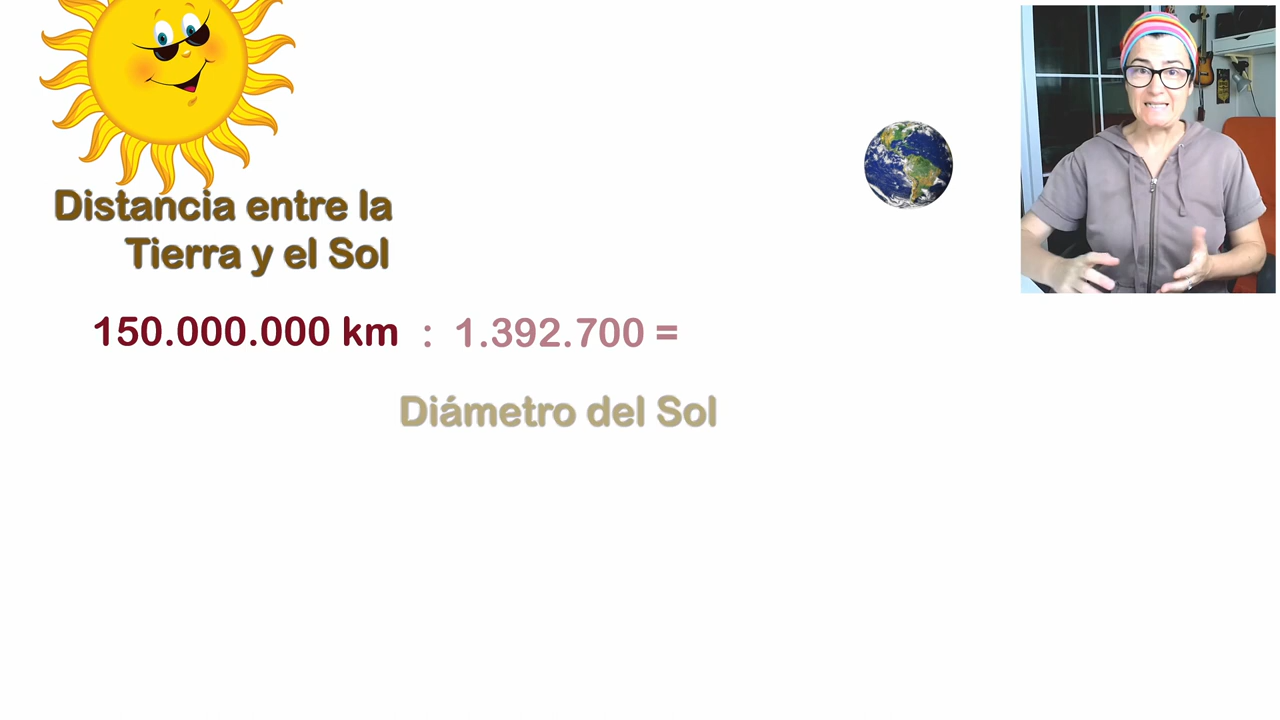 Distancia entre la
Tierra y el Sol
150.000.000 km : 1.392.700 =
Diámetro del Sol